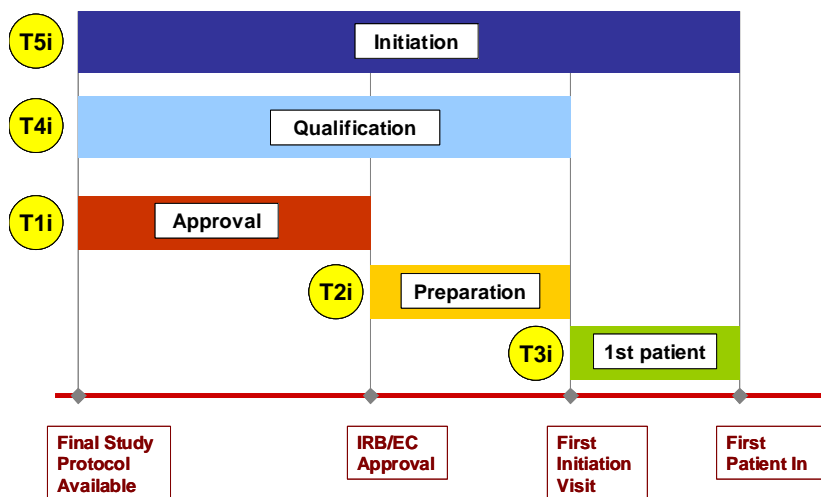 T5i
Initiation
T4i
Qualification
T1i
Approval
T2i
Preparation
T3i
1st patient
Final Study
Protocol
Available
IRB/EC
Approval
First
Initiation
Visit
First
Patient In